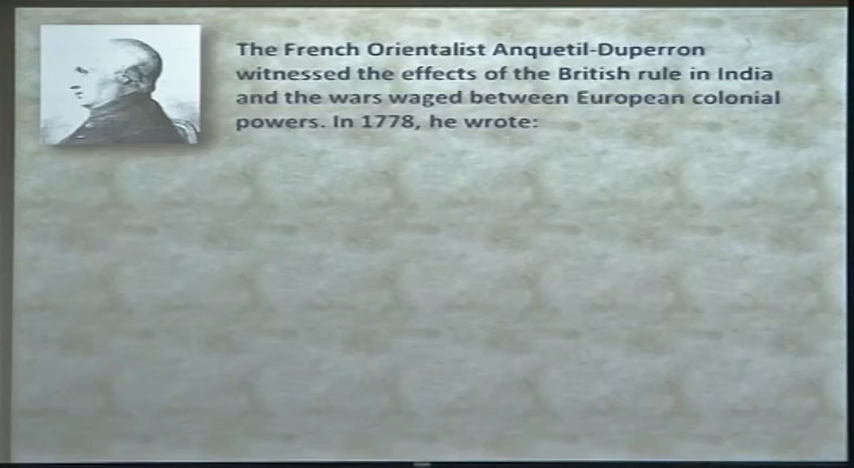 The French Orientalist Anquetil-Duperron
witnessed the effects of the British rule in India
and the wars waged between European colonial
powers. In 1778, he wrote: